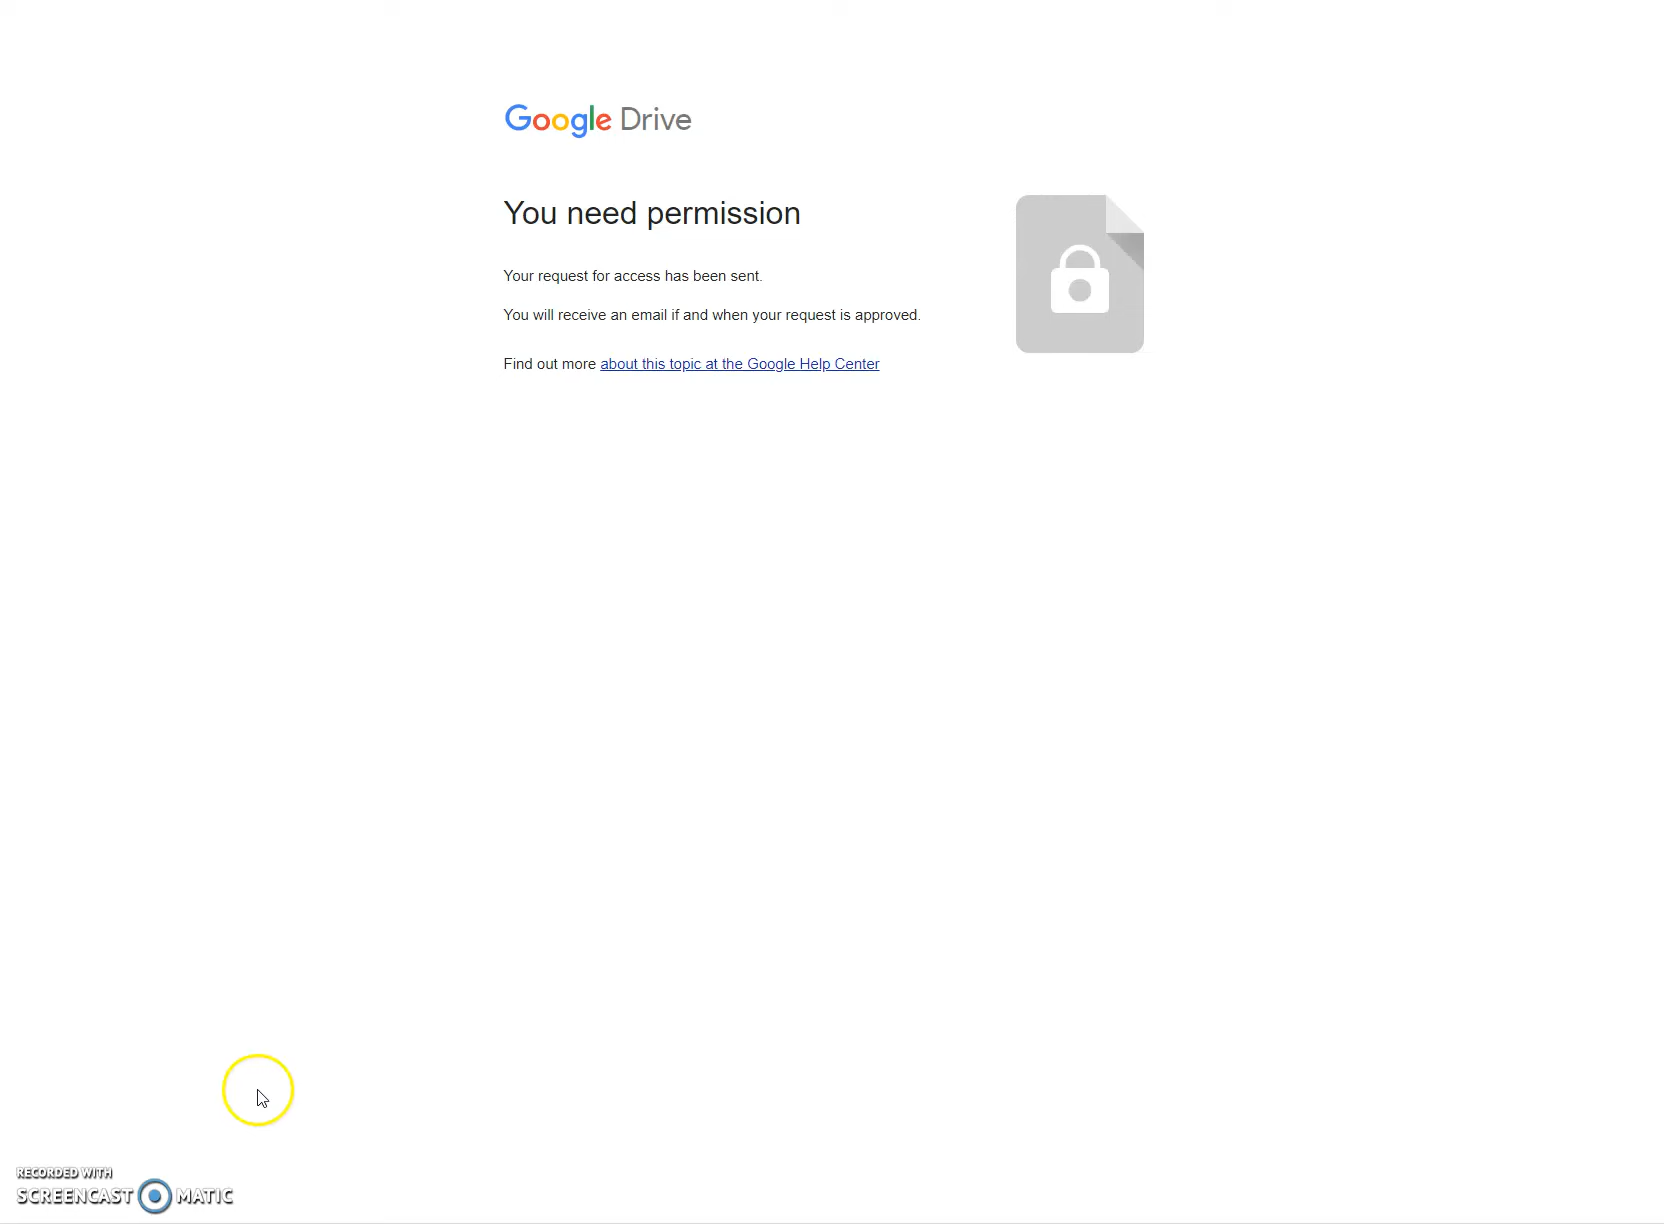 Google Drive
You need permission
Your request for access has been sent.
You will receive an email if and when your request is approved.
Find out more about this topic at the Google Help Center
RECORDED WITH
SCREENCAST MATIC